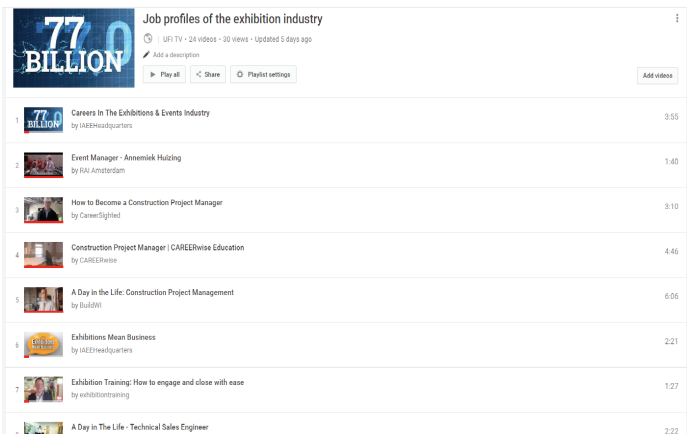 77
BILLION
Job profiles of the exhibition industry
UFI TV • 24 videos • 30 views • Updated 5 days ago
Add a description
Play all
Share
Playlist settings
Add videos
1
77
BILLION
Careers In The Exhibitions & Events Industry
by IAEEHeadquarters
3:55
2
Event Manager - Annemiek Huizing
by RAI Amsterdam
1:40
3
How to Become a Construction Project Manager
by CareerSighted
3:10
4
Construction Project Manager | CAREERwise Education
by CAREERwise
4:46
5
A Day in the Life: Construction Project Management
by BuildWI
6:06
6
Exhibitions
Mean Business
Exhibitions Mean Business
by IAEEHeadquarters
2:21
7
Exhibition Training: How to engage and close with ease
by exhibitiontraining
1:27
A Day in The Life - Technical Sales Engineer
2:22